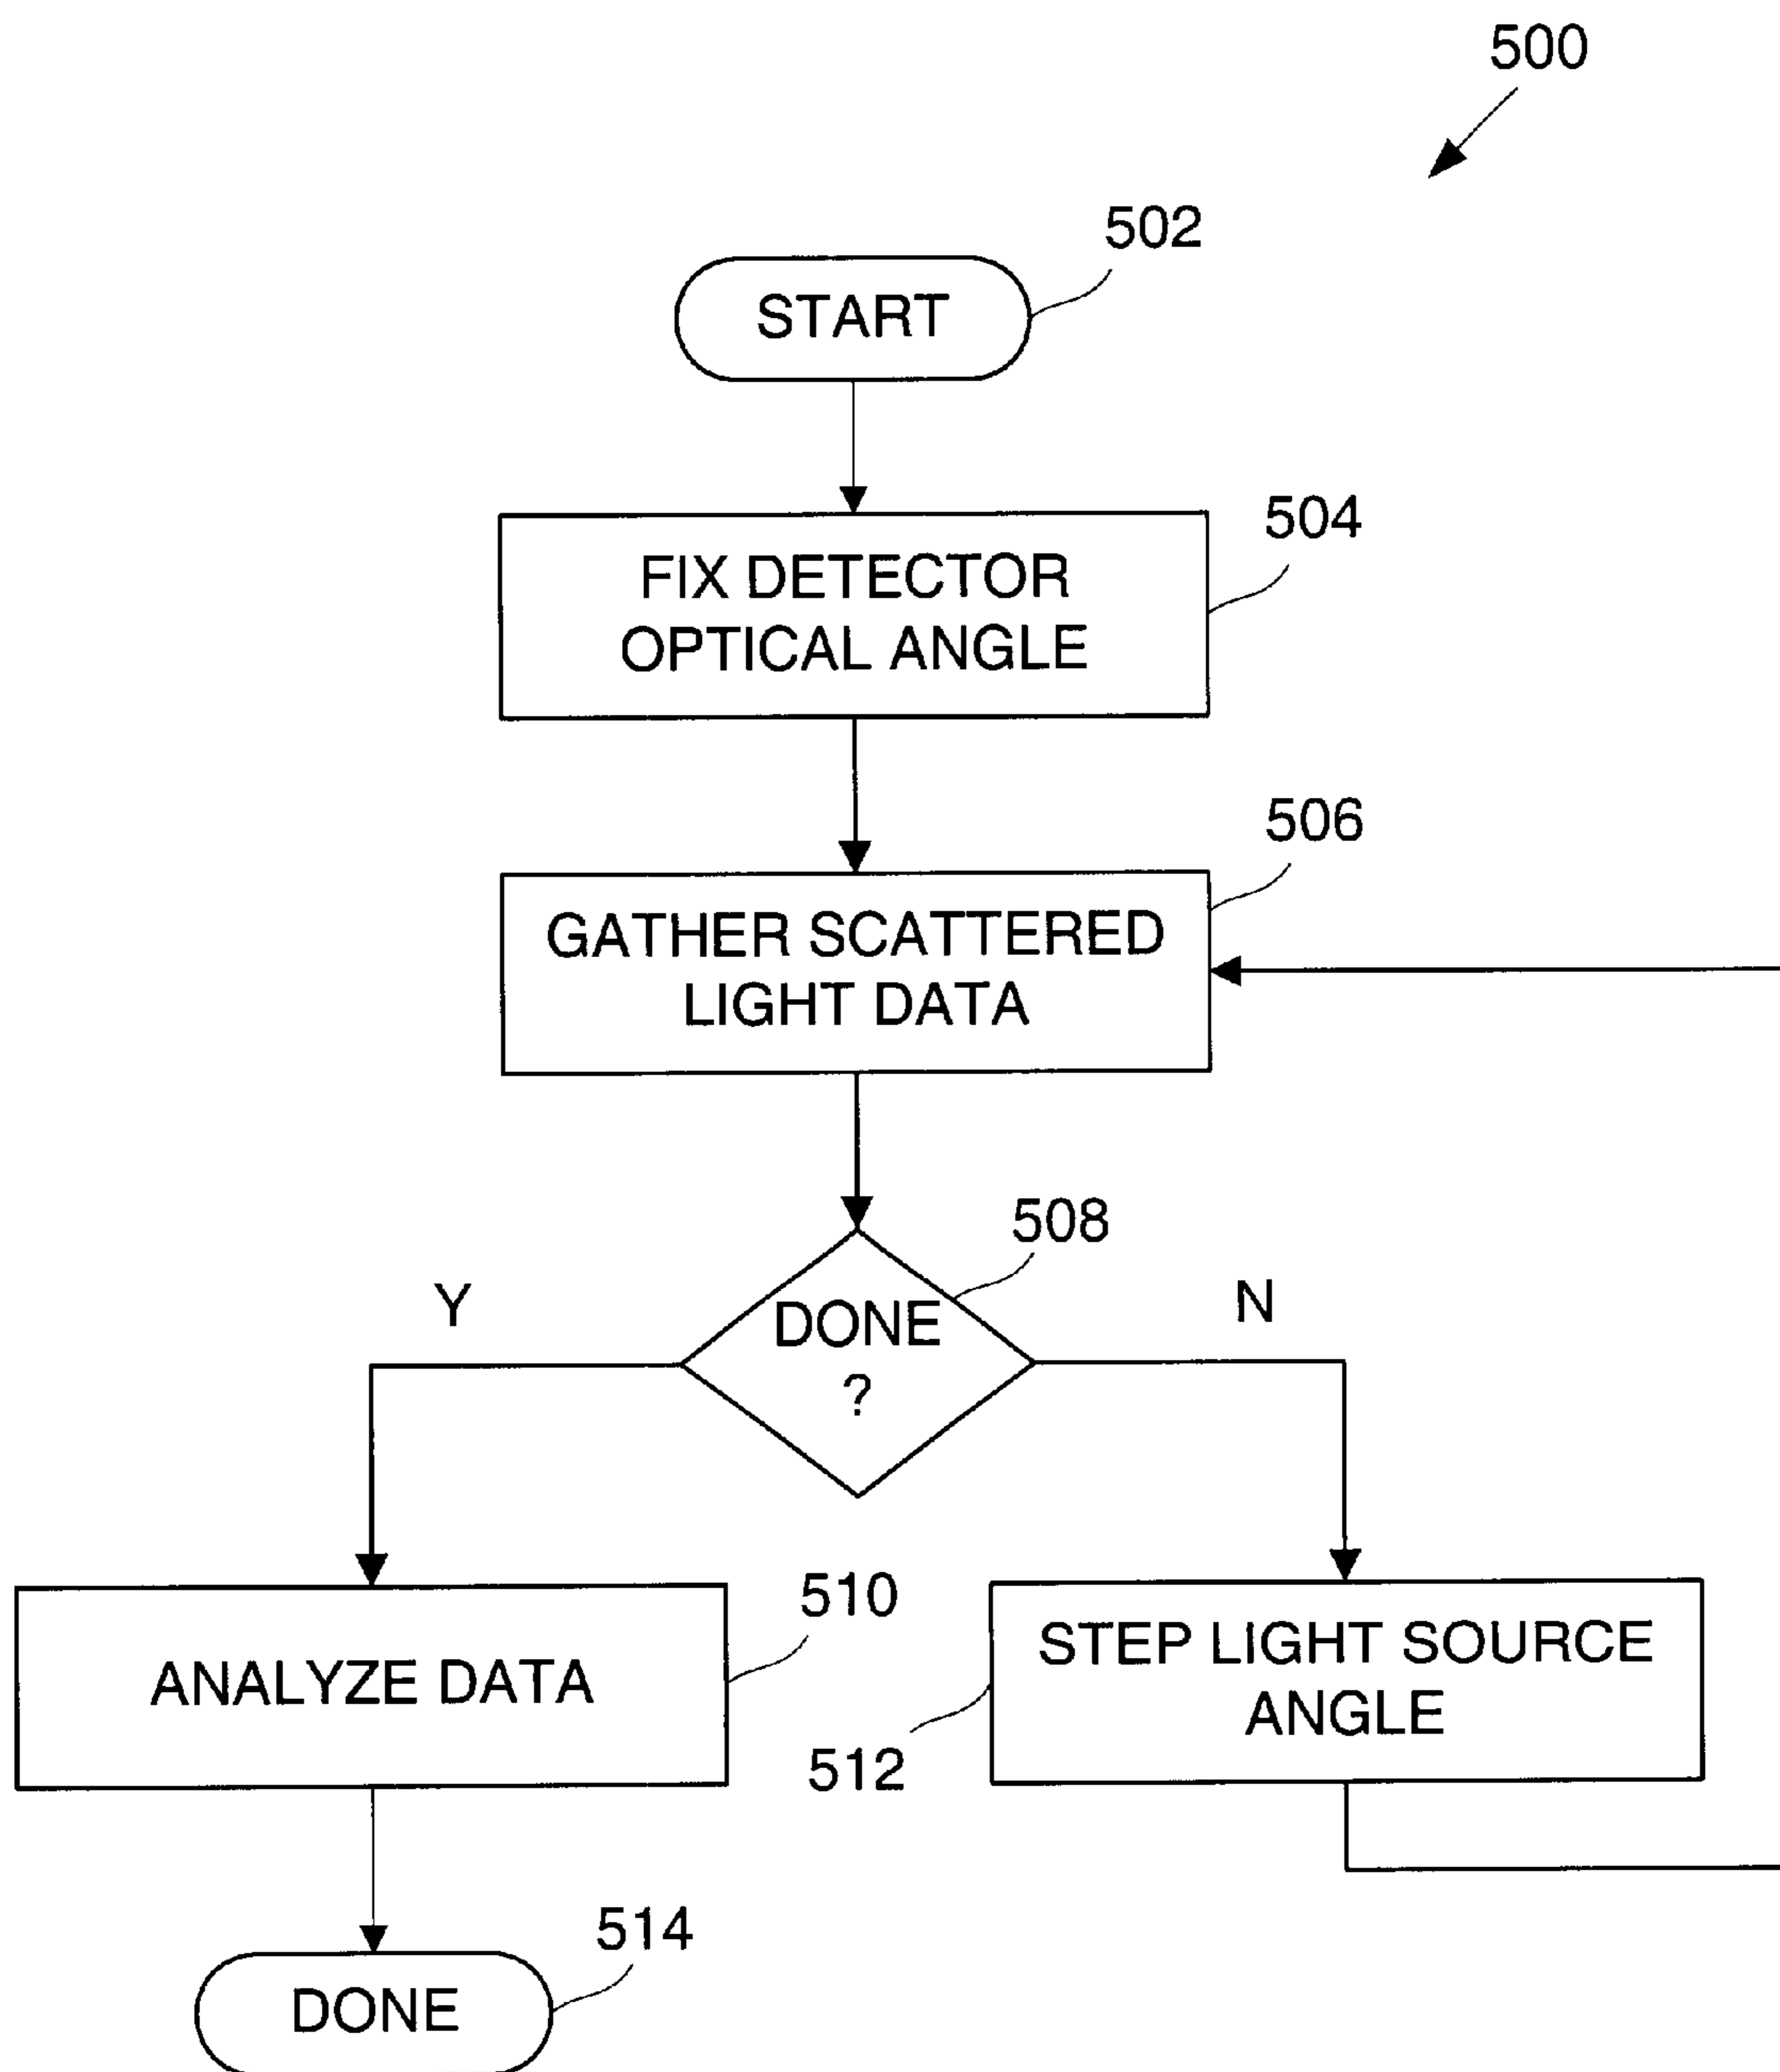 500
502
START
504
FIX DETECTOR
OPTICAL ANGLE
506
GATHER SCATTERED
LIGHT DATA
508
Y
N
DONE
?
510
ANALYZE DATA
STEP LIGHT SOURCE
ANGLE
512
514
DONE